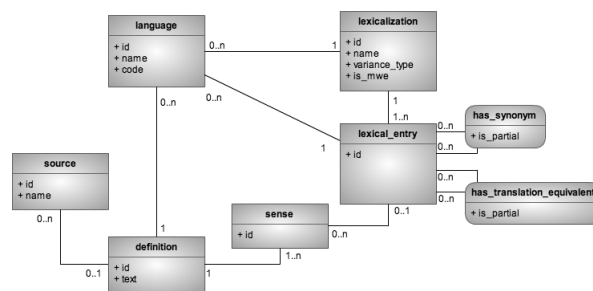 language
+ id
+ name
+ code
0..n
1
0..n
0..n
lexicalization
+ id
+ name
+ variance_type
+ is_mwe
1
1..n
has_synonym
+ is_partial
0..n
0..n
lexical_entry
+ id
1
0..n
0..n
0..1
has_translation_equivalent
+ is_partial
source
+ id
+ name
0..n
sense
+ id
0..n
1..n
1
definition
+ id
+ text
0..1
1